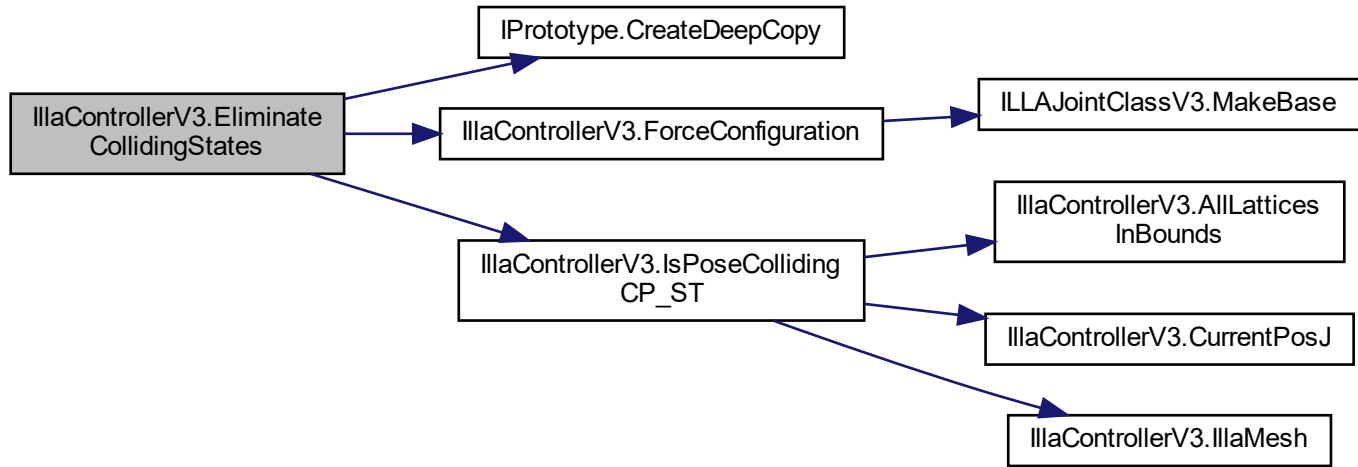 IPrototype.CreateDeepCopy
IllaControllerV3.Eliminate
CollidingStates
IllaControllerV3.ForceConfiguration
ILLAJointClassV3.MakeBase
IllaControllerV3.IsPoseColliding
CP_ST
IllaControllerV3.AllLattices
InBounds
IllaControllerV3.CurrentPosJ
IllaControllerV3.IllaMesh